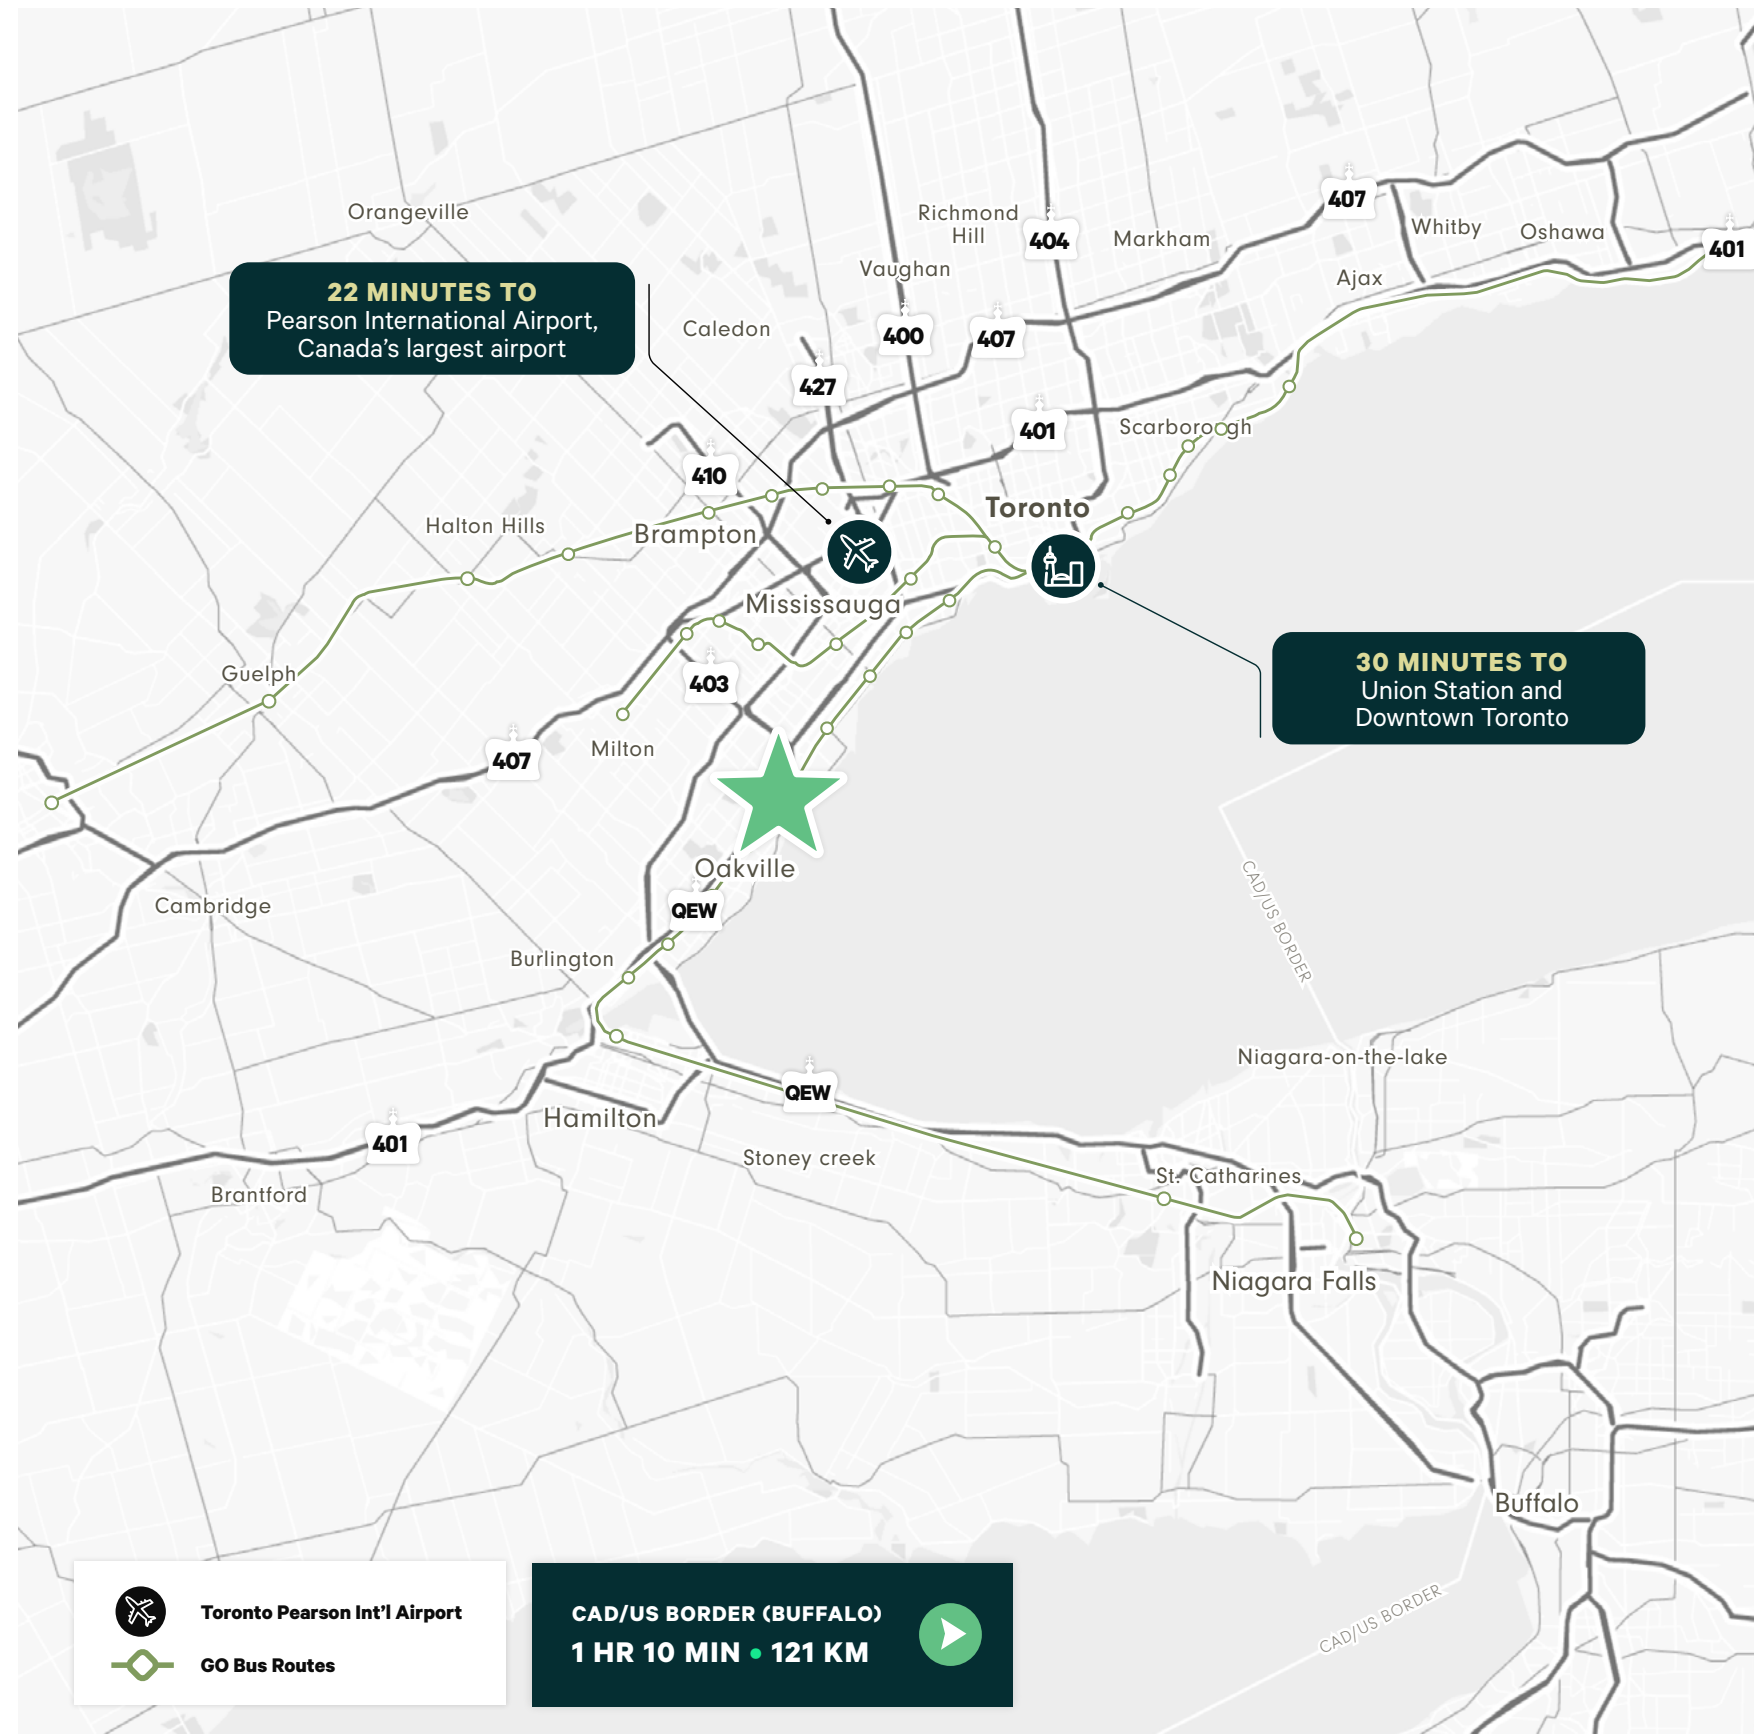 407
Richmond
Hill
Orangeville
404
Markham
Whitby
Oshawa
401
Vaughan
Ajax
22 MINUTES TO
Pearson International Airport,
Canada's largest airport
Caledon
400
407
427
401
Scarborough
410
Toronto
Halton Hills
Brampton
Mississauga
30 MINUTES TO
Union Station and
Downtown Toronto
Guelph
403
Milton
407
Oakville
CAD/US BORDER
Cambridge
QEW
Burlington
Niagara-on-the-lake
QEW
Hamilton
401
Stoney creek
St. Catharines
Brantford
Niagara Falls
Buffalo
CAD/US BORDER
Toronto Pearson Int'l Airport
GO Bus Routes
CAD/US BORDER (BUFFALO)
1 HR 10 MIN • 121 KM